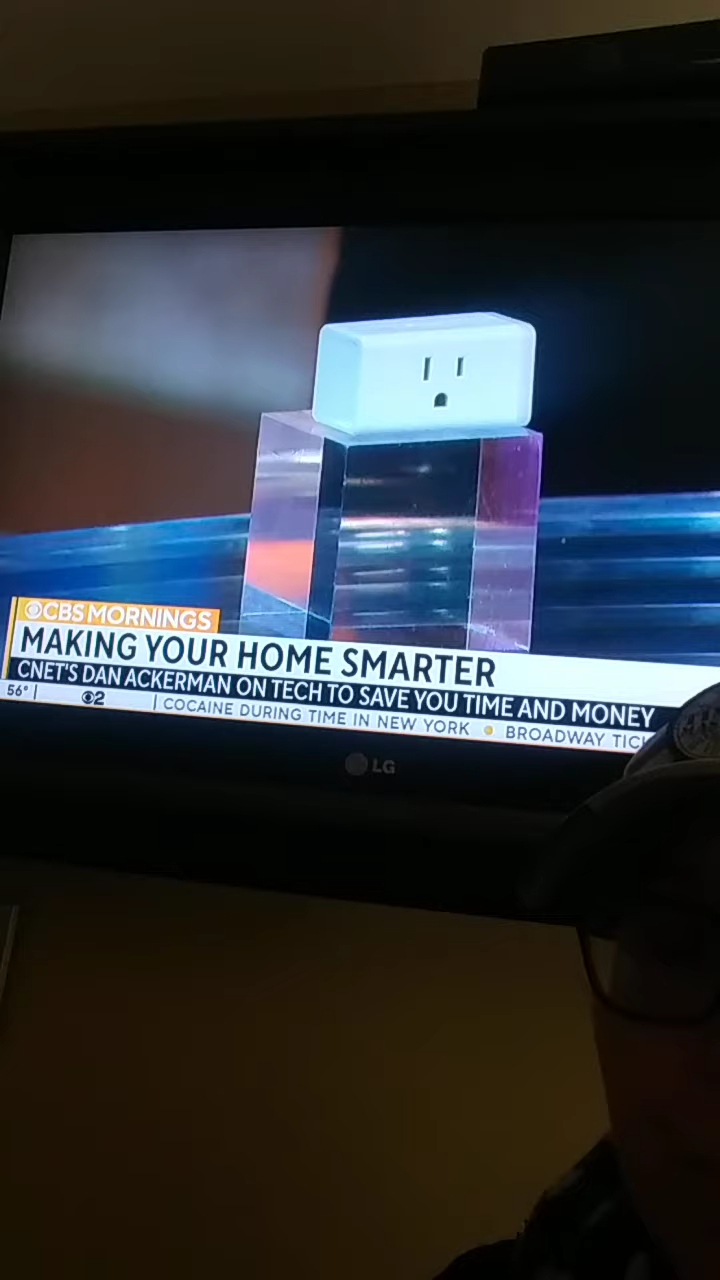 CBS MORNINGS
MAKING YOUR HOME SMARTER
CNET'S DAN ACKERMAN ON TECH TO SAVE YOU TIME AND MONEY
56° 2 COCAINE DURING TIME IN NEW YORK BROADWAY TICK
LG